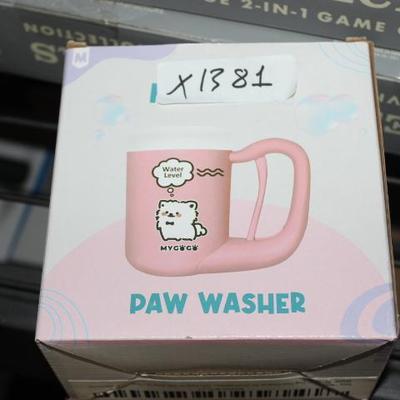 E 2-IN-1 GAME
M
X1381
Water
Level
MYGOGO
PAW WASHER